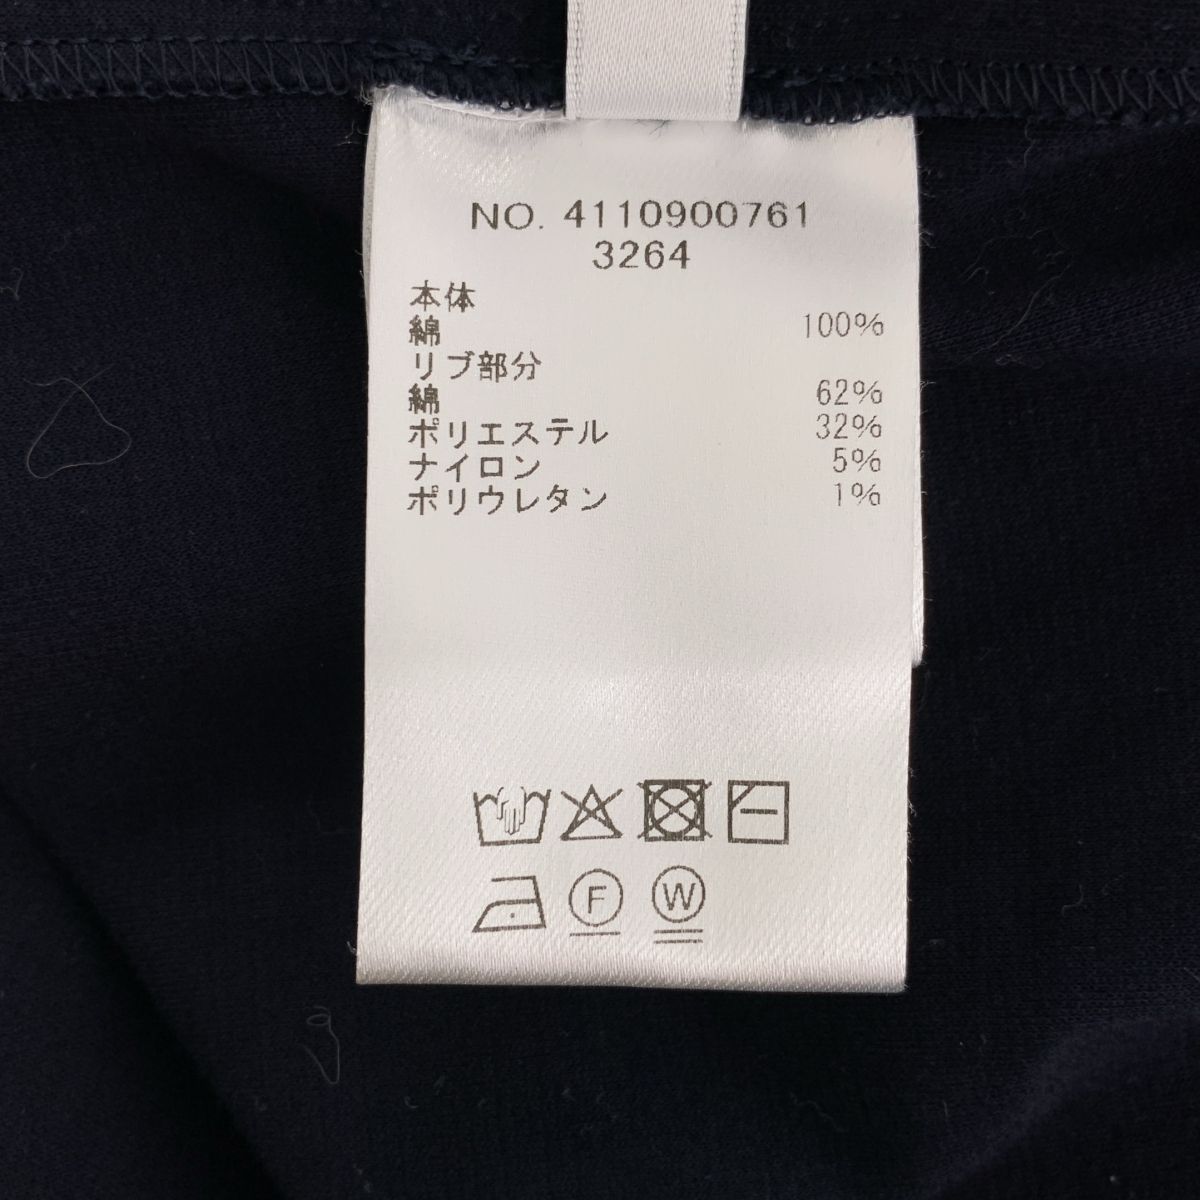 NO. 4110900761
3264
本体
綿 100%
リブ部分
綿 62%
ポリエステル 32%
ナイロン 5%
ポリウレタン 1%
F W